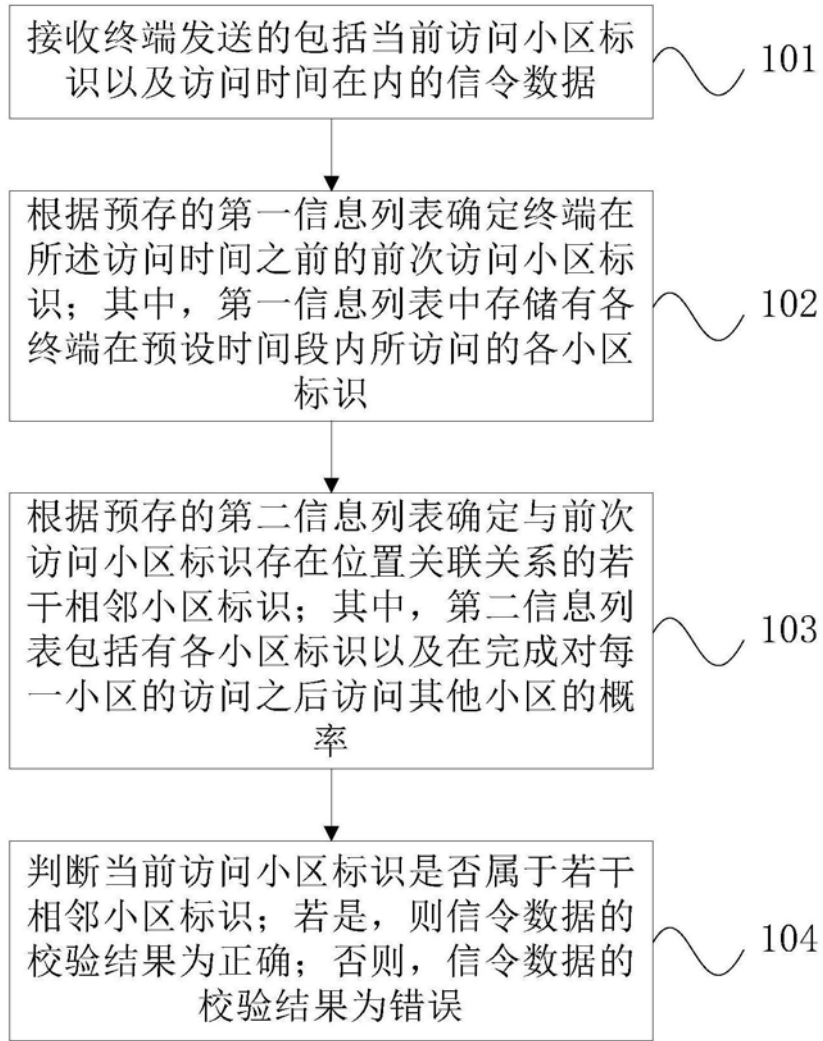 接收终端发送的包括当前访问小区标
识以及访问时间在内的信令数据
101
根据预存的第一信息列表确定终端在
所述访问时间之前的前次访问小区标
识；其中，第一信息列表中存储有各
终端在预设时间段内所访问的各小区
标识
102
根据预存的第二信息列表确定与前次
访问小区标识存在位置关联关系的若
干相邻小区标识；其中，第二信息列
表包括有各小区标识以及在完成对每
一小区的访问之后访问其他小区的概
率
103
判断当前访问小区标识是否属于若干
相邻小区标识；若是，则信令数据的
校验结果为正确；否则，信令数据的
校验结果为错误
104